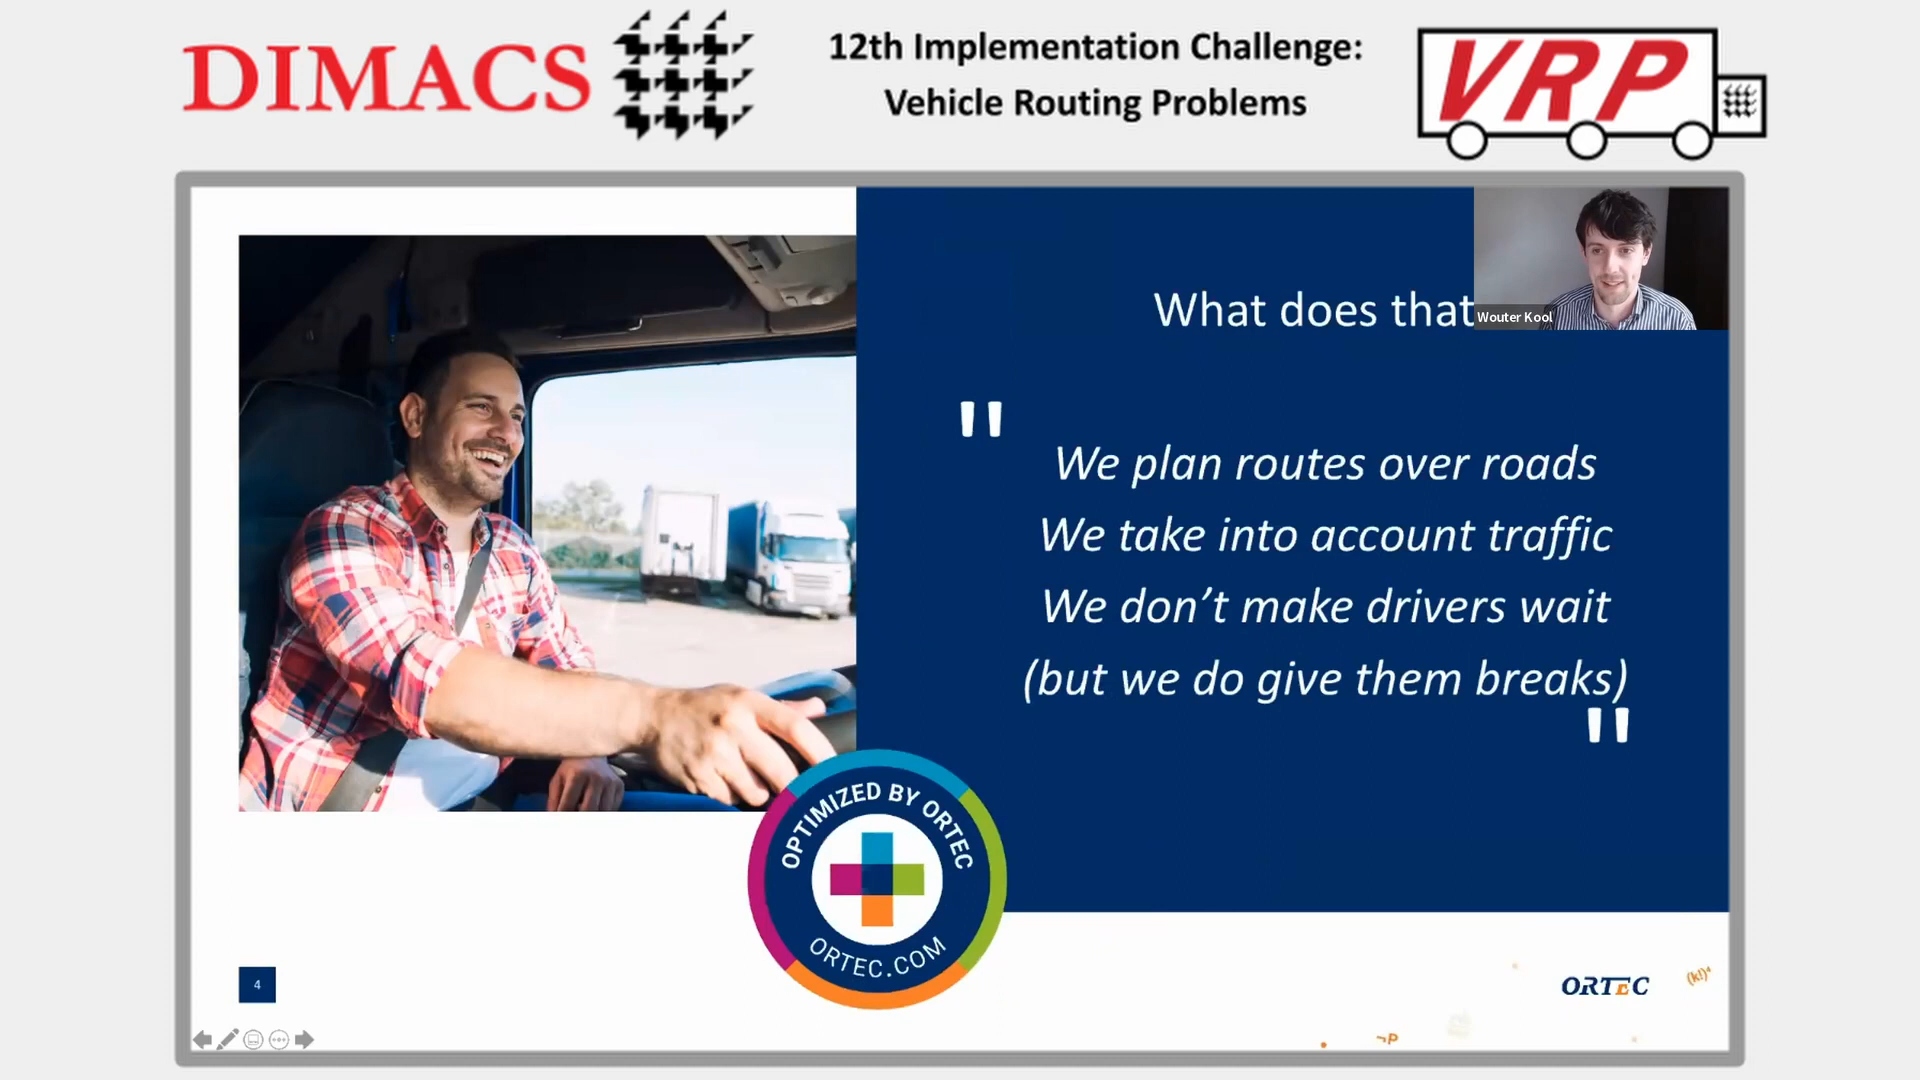 DIMACS
12th Implementation Challenge:
Vehicle Routing Problems
VRP
What does that
Wouter Kool
"
We plan routes over roads
We take into account traffic
We don't make drivers wait
(but we do give them breaks)
"
OPTIMIZED BY ORTEC
ORTEC.COM
4
ORTEC
(k!)⁴
¬P